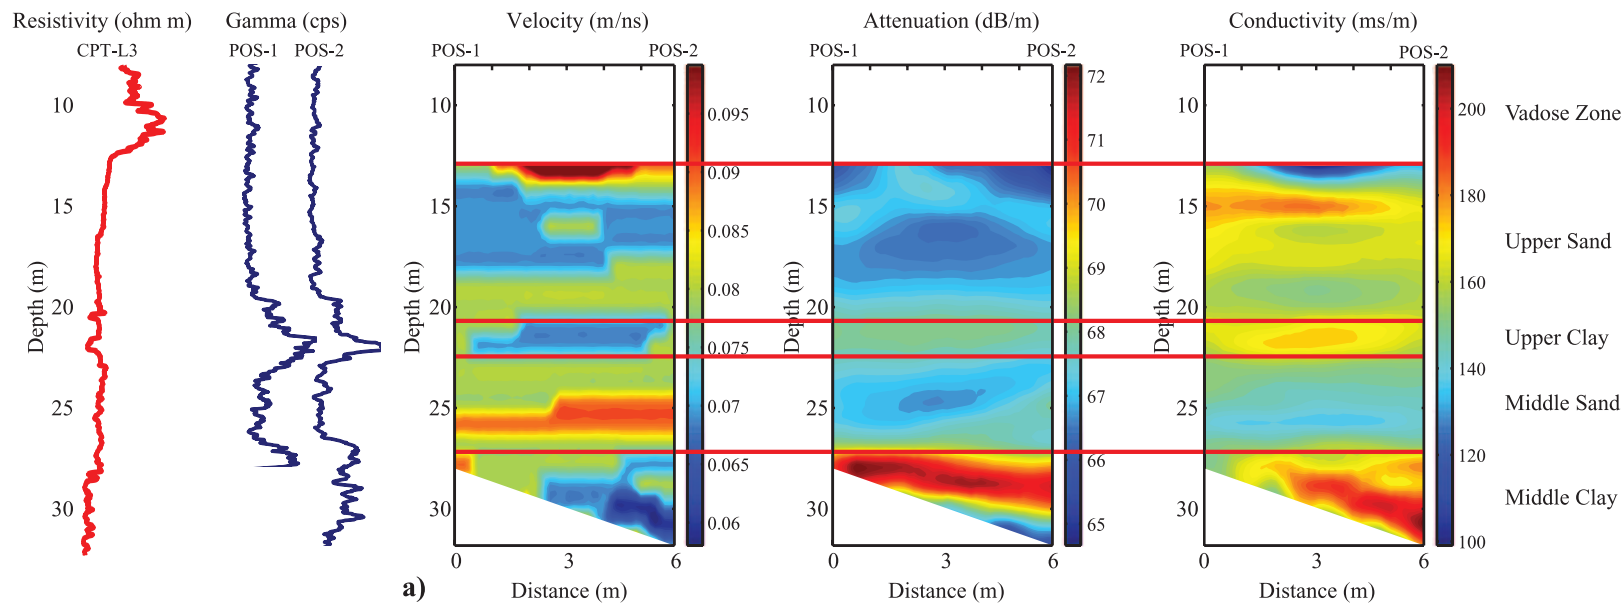 Resistivity (ohm m) Gamma (cps) Velocity (m/ns) Attenuation (dB/m) Conductivity (ms/m)
CPT-L3 POS-1 POS-2 POS-1 POS-2 POS-1 POS-2 POS-1 POS-2
10
15
20
25
30
Depth (m)
10
15
20
25
30
Depth (m)
0 3 6
Distance (m)
0.095
0.09
0.085
0.08
0.075
0.07
0.065
0.06
10
15
20
25
30
Depth (m)
0 3 6
Distance (m)
72
71
70
69
68
67
66
65
10
15
20
25
30
Depth (m)
0 3 6
Distance (m)
200
180
160
140
120
100
Vadose Zone
Upper Sand
Upper Clay
Middle Sand
Middle Clay
a)